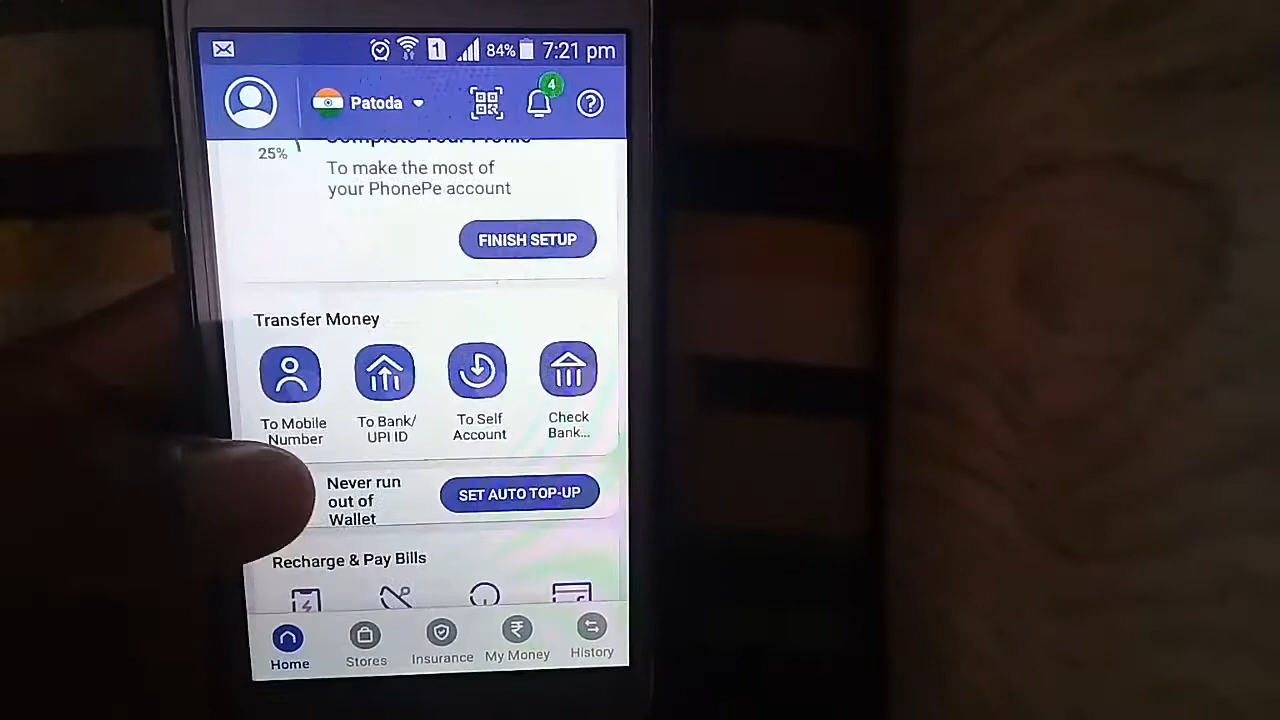 1 84% 7:21 pm
Patoda
4
?
25%
Complete Your Profile
To make the most of
your PhonePe account
FINISH SETUP
Transfer Money
To Mobile
Number
To Bank/
UPI ID
To Self
Account
Check
Bank...
Never run
out of
Wallet
SET AUTO TOP-UP
Recharge & Pay Bills
Home
Stores
Insurance
My Money
History